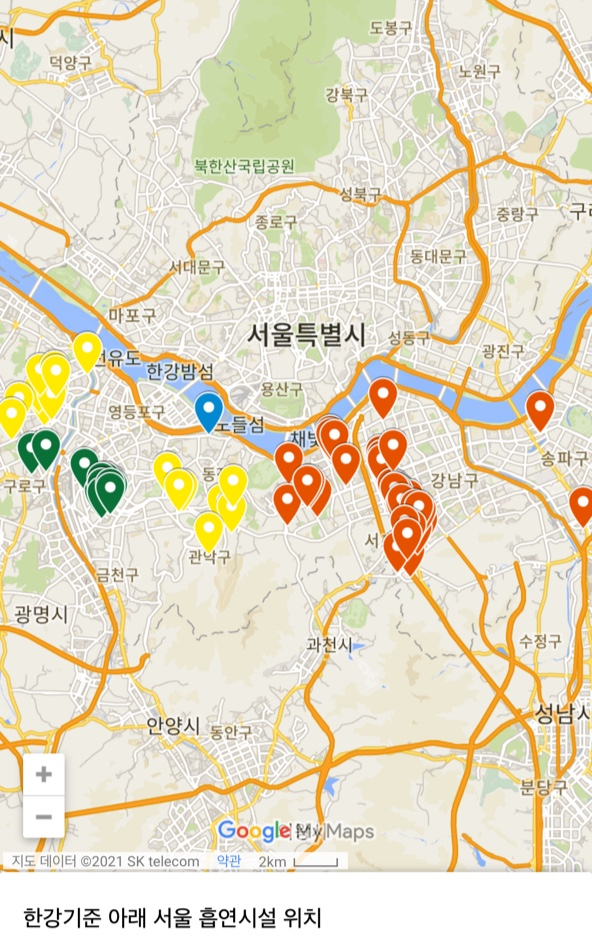 도봉구
시
덕양구
노원구
강북구
북한산국립공원
성북구
종로구
중랑구
동대문구
서대문구
마포구
서울특별시
성동구
광진구
한강밤섬
용산구
영등포구
노들섬
송파구
강남구
구로구
관악구
금천구
광명시
과천시
수정구
안양시
동안구
성남시
분당구
+
−
Google My Maps
지도 데이터 ©2021 SK telecom 약관 2km
한강기준 아래 서울 흡연시설 위치